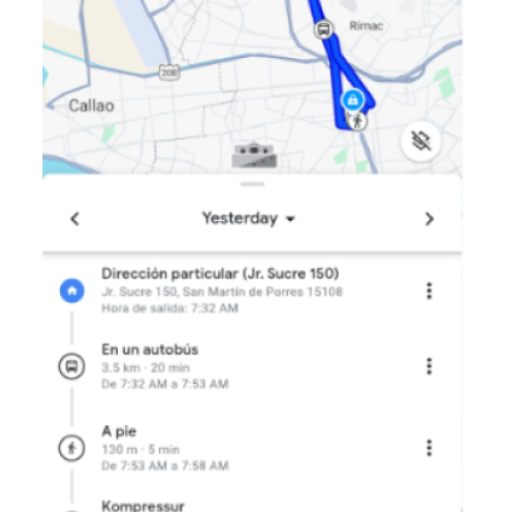 Rimac
20B
Callao
Yesterday
Dirección particular (Jr. Sucre 150)
Jr. Sucre 150, San Martín de Porres 15108
Hora de salida: 7:32 AM
En un autobús
3.5 km · 20 min
De 7:32 AM a 7:53 AM
A pie
130 m · 5 min
De 7:53 AM a 7:58 AM
Kompressur